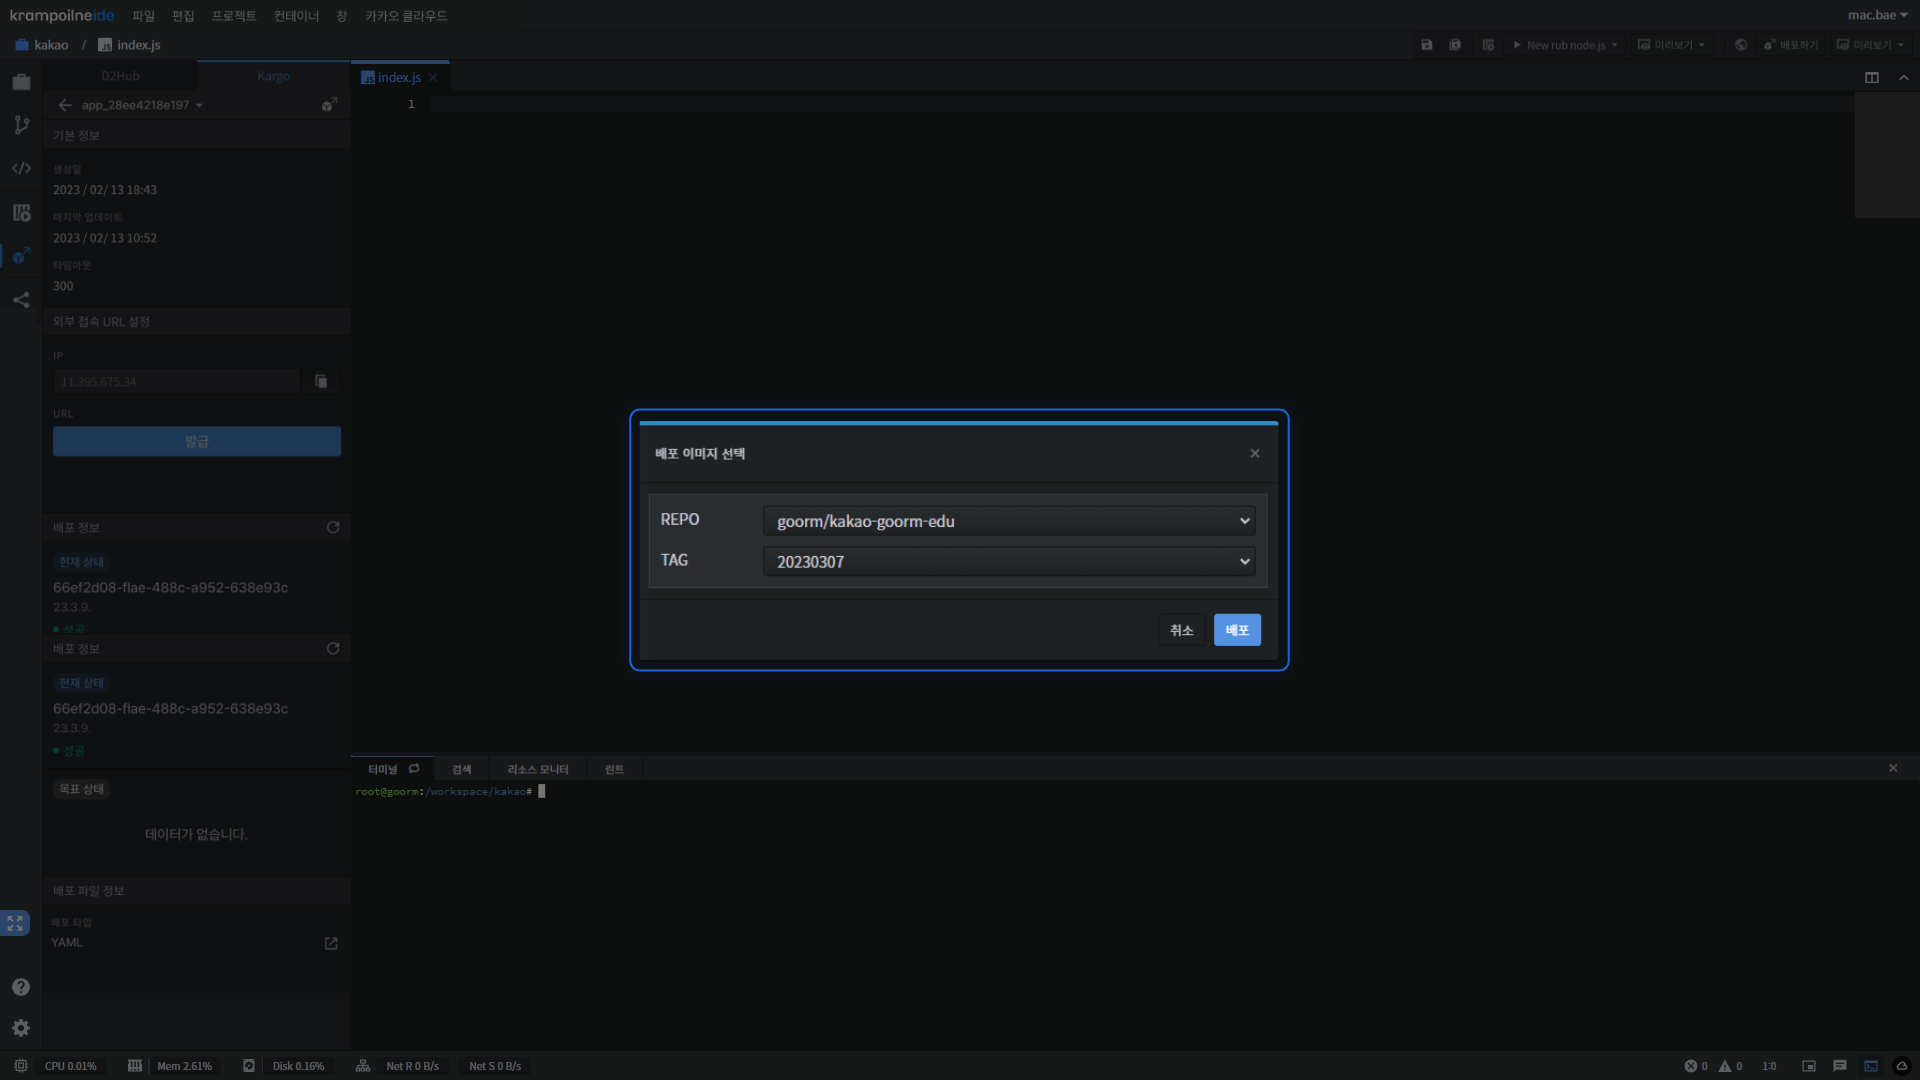 krampoilneide 파일 편집 프로젝트 컨테이너 창 카카오 클라우드 mac.bae
kakao / index.js New rub node.js 미리보기 배포하기 미리보기
D2Hub Kargo
index.js
app_28ee4218e197
1
기본 정보
생성일
2023 / 02/ 13 18:43
마지막 업데이트
2023 / 02/ 13 10:52
타임아웃
300
외부 접속 URL 설정
IP
11.395.675.34
URL
발급
배포 정보
현재 상태
66ef2d08-flae-488c-a952-638e93c
23.3.9.
성공
배포 정보
현재 상태
66ef2d08-flae-488c-a952-638e93c
23.3.9.
성공
목표 상태
데이터가 없습니다.
배포 파일 정보
배포 타입
YAML
배포 이미지 선택
REPO goorm/kakao-goorm-edu
TAG 20230307
취소 배포
터미널 검색 리소스 모니터 린트
root@goorm:/workspace/kakao#
CPU 0.01% Mem 2.61% Disk 0.16% Net R 0 B/s Net S 0 B/s 0 0 1:0